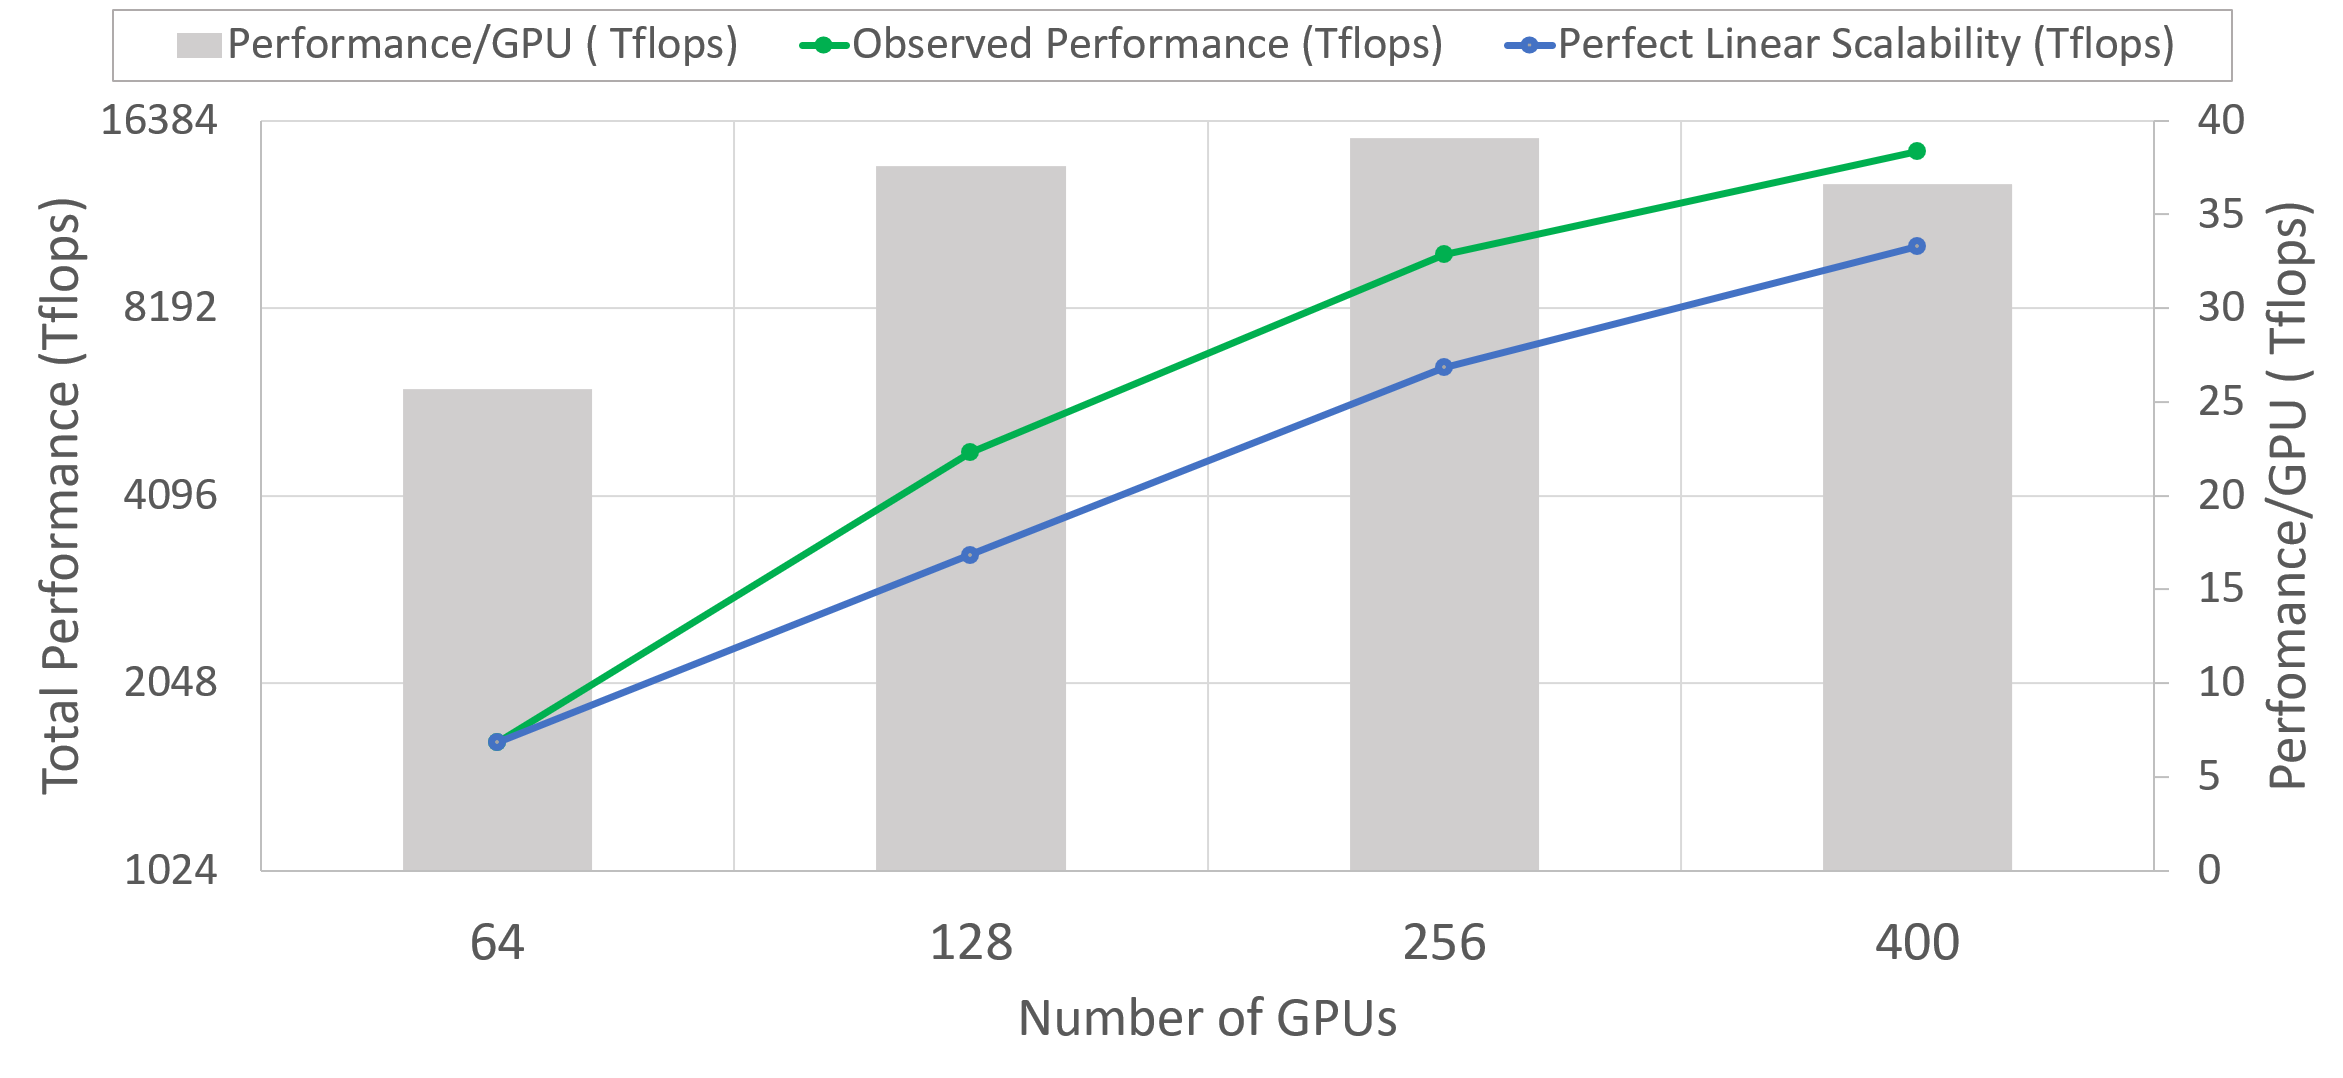 Performance/GPU ( Tflops) Observed Performance (Tflops) Perfect Linear Scalability (Tflops)
Total Performance (Tflops)
16384
8192
4096
2048
1024
40
35
30
25
20
15
10
5
0
Perfomance/GPU ( Tflops)
64 128 256 400
Number of GPUs